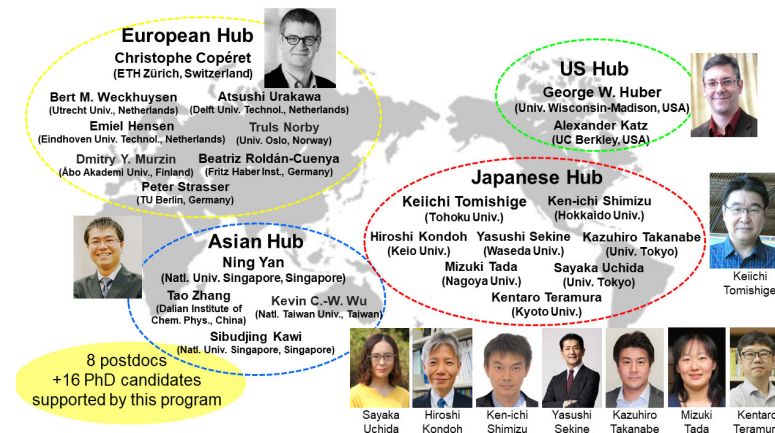 European Hub
Christophe Copéret
(ETH Zürich, Switzerland)
Bert M. Weckhuysen
(Utrecht Univ., Netherlands)
Atsushi Urakawa
(Delft Univ. Technol., Netherlands)
Emiel Hensen
(Eindhoven Univ. Technol., Netherlands)
Truls Norby
(Univ. Oslo, Norway)
Dmitry Y. Murzin
(Åbo Akademi Univ., Finland)
Beatriz Roldán-Cuenya
(Fritz Haber Inst., Germany)
Peter Strasser
(TU Berlin, Germany)
US Hub
George W. Huber
(Univ. Wisconsin-Madison, USA)
Alexander Katz
(UC Berkley, USA)
Japanese Hub
Keiichi Tomishige
(Tohoku Univ.)
Ken-ichi Shimizu
(Hokkaido Univ.)
Hiroshi Kondoh
(Keio Univ.)
Yasushi Sekine
(Waseda Univ.)
Kazuhiro Takanabe
(Univ. Tokyo)
Mizuki Tada
(Nagoya Univ.)
Sayaka Uchida
(Univ. Tokyo)
Kentaro Teramura
(Kyoto Univ.)
Keiichi
Tomishige
Asian Hub
Ning Yan
(Natl. Univ. Singapore, Singapore)
Tao Zhang
(Dalian Institute of
Chem. Phys., China)
Kevin C.-W. Wu
(Natl. Taiwan Univ., Taiwan)
Sibudjing Kawi
(Natl. Univ. Singapore, Singapore)
8 postdocs
+16 PhD candidates
supported by this program
Sayaka
Uchida
Hiroshi
Kondoh
Ken-ichi
Shimizu
Yasushi
Sekine
Kazuhiro
Takanabe
Mizuki
Tada
Kentaro
Teramur